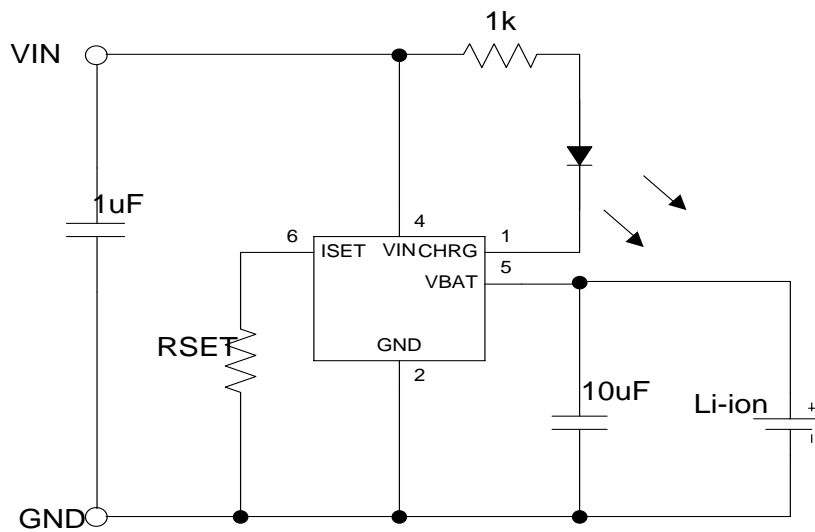 1k
VIN
1uF
6
4
1
ISET
VIN
CHRG
5
VBAT
RSET
GND
2
10uF
Li-ion
+
-
GND